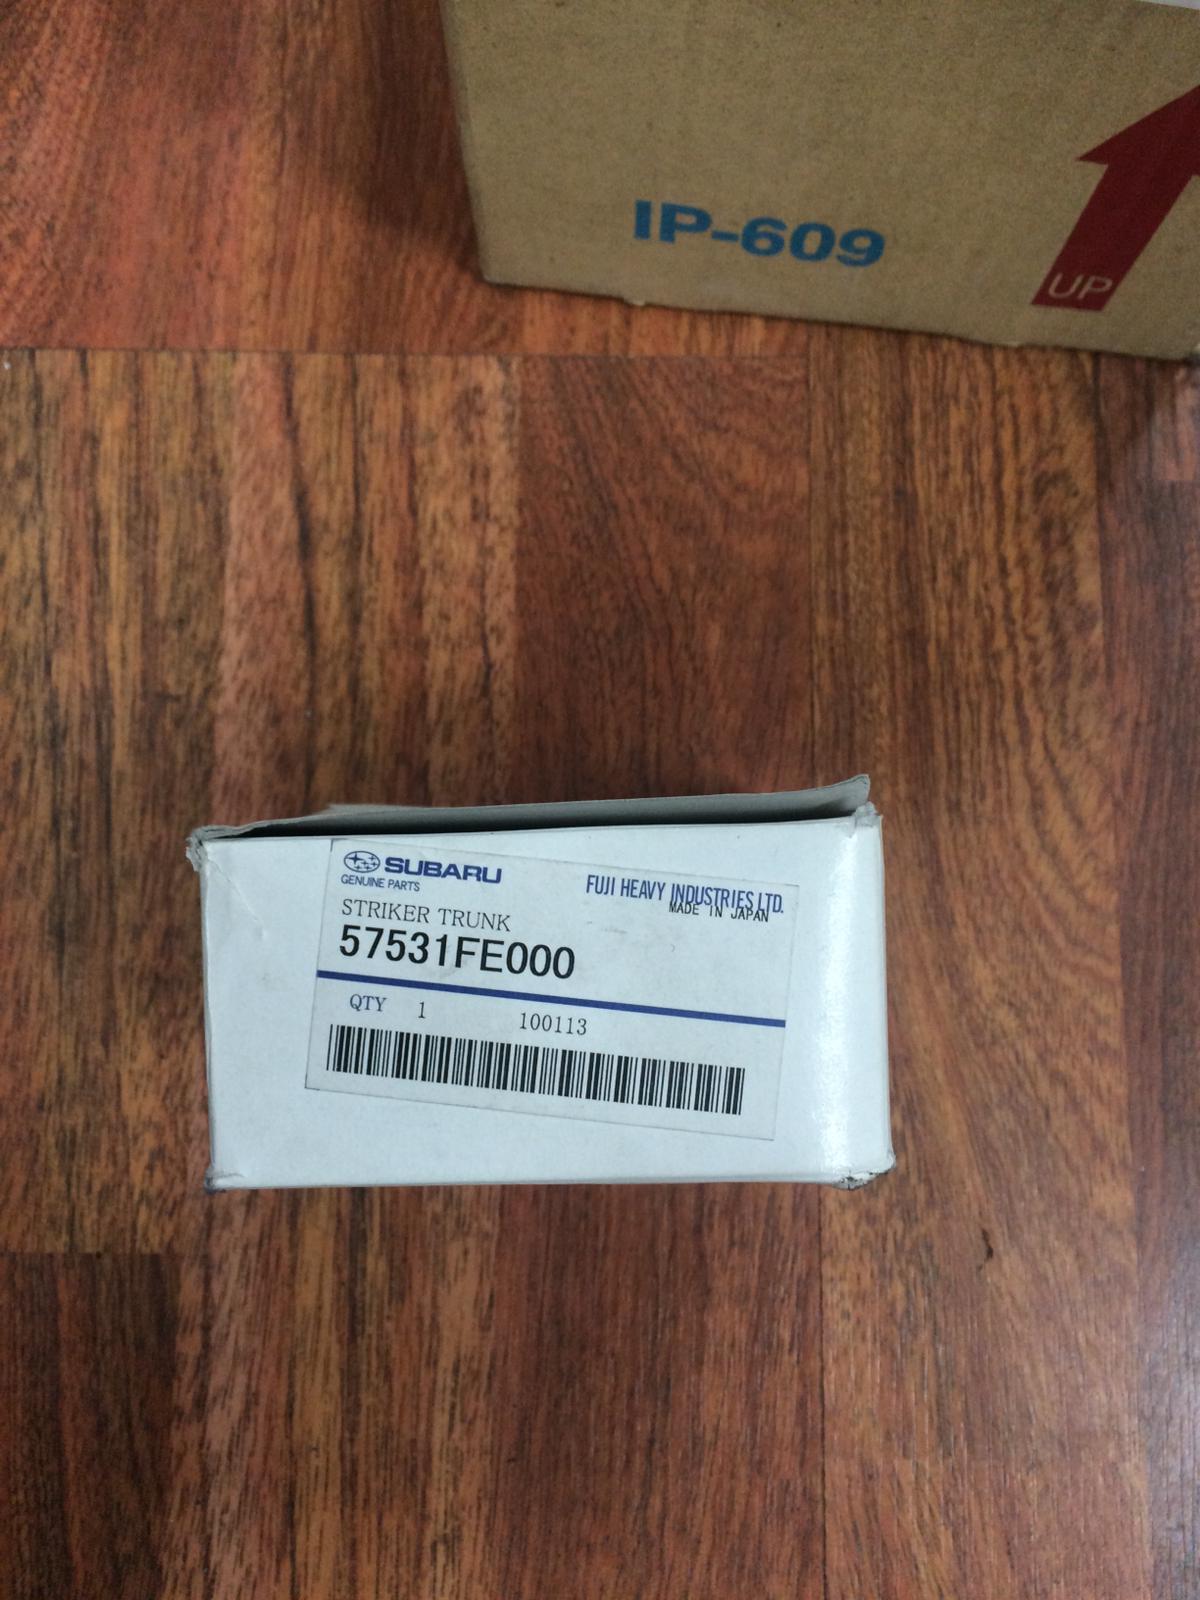 IP-609
UP
SUBARU
GENUINE PARTS
FUJI HEAVY INDUSTRIES LTD.
MADE IN JAPAN
STRIKER TRUNK
57531FE000
QTY 1 100113